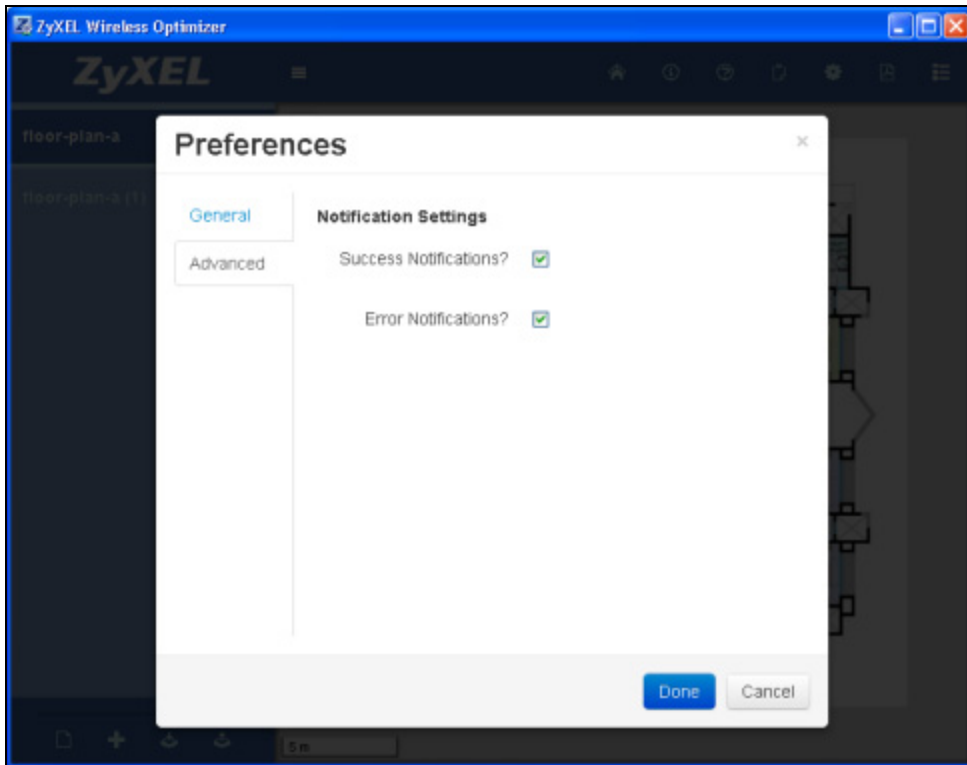 ZyXEL Wireless Optimizer
ZyXEL
floor-plan-a
floor-plan-a (1)
Preferences
×
General
Advanced
Notification Settings
Success Notifications?
Error Notifications?
Done
Cancel
5 m